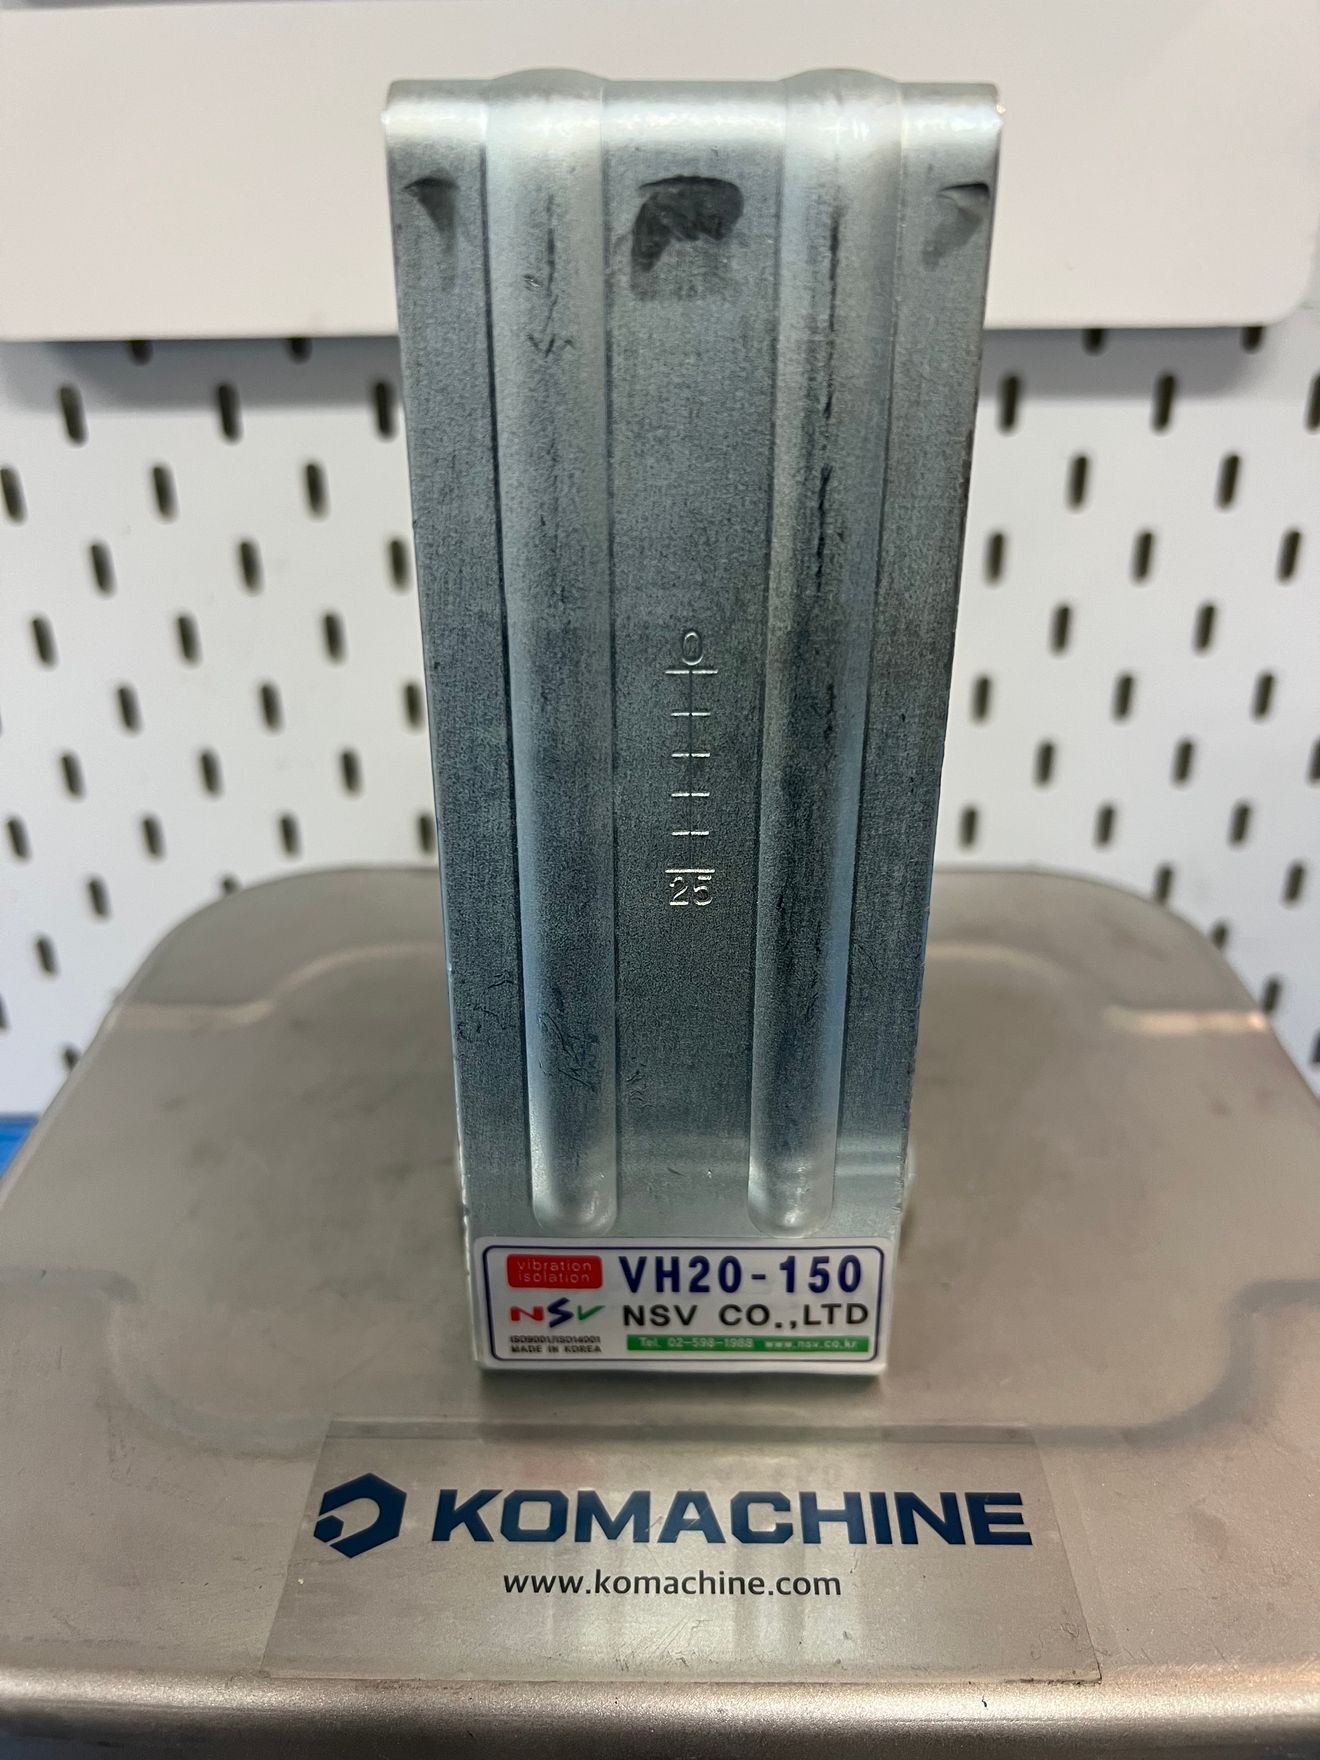 0
25
vibration
isolation
VH20-150
NSV
NSV CO.,LTD
ISO9001/ISO14001
MADE IN KOREA
Tel. 02-598-1988 www.nsv.co.kr
KOMACHINE
www.komachine.com